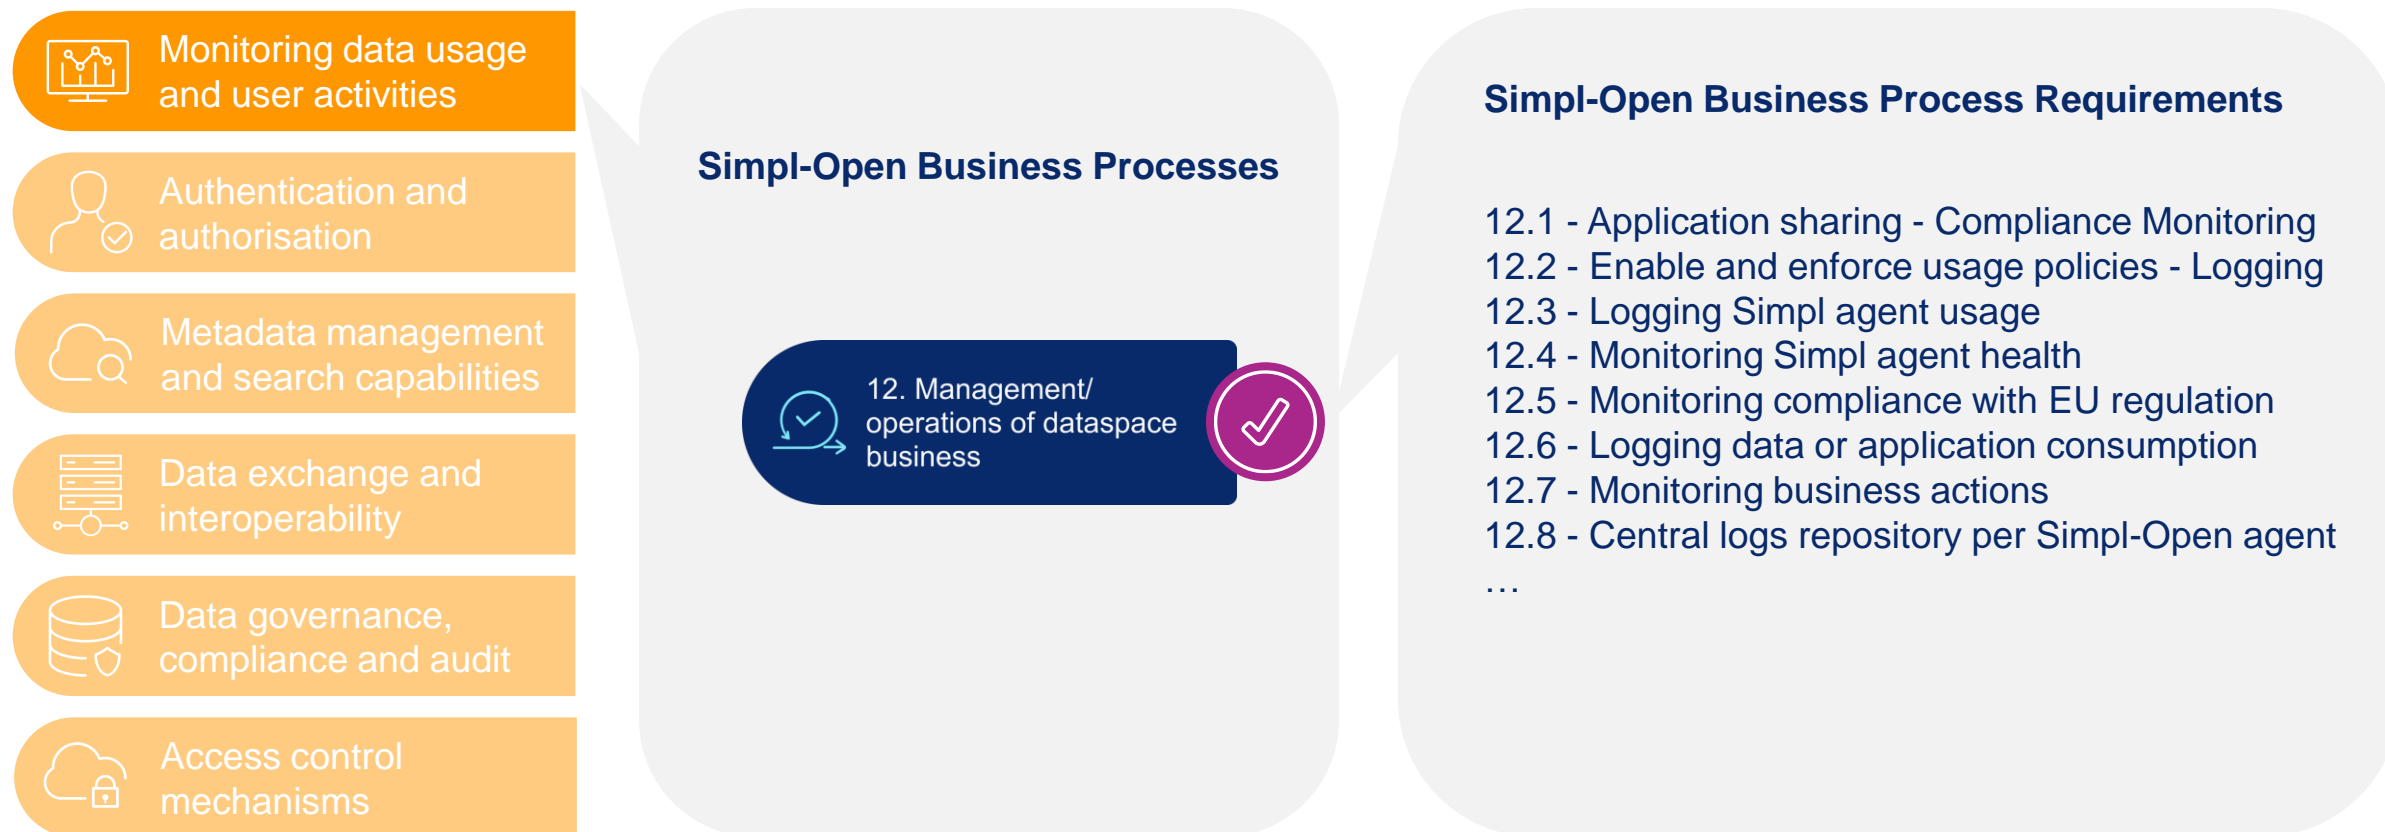 Monitoring data usage
and user activities
Authentication and
authorisation
Metadata management
and search capabilities
Data exchange and
interoperability
Data governance,
compliance and audit
Access control
mechanisms
Simpl-Open Business Processes
12. Management/
operations of dataspace
business
Simpl-Open Business Process Requirements
12.1 - Application sharing - Compliance Monitoring
12.2 - Enable and enforce usage policies - Logging
12.3 - Logging Simpl agent usage
12.4 - Monitoring Simpl agent health
12.5 - Monitoring compliance with EU regulation
12.6 - Logging data or application consumption
12.7 - Monitoring business actions
12.8 - Central logs repository per Simpl-Open agent
…